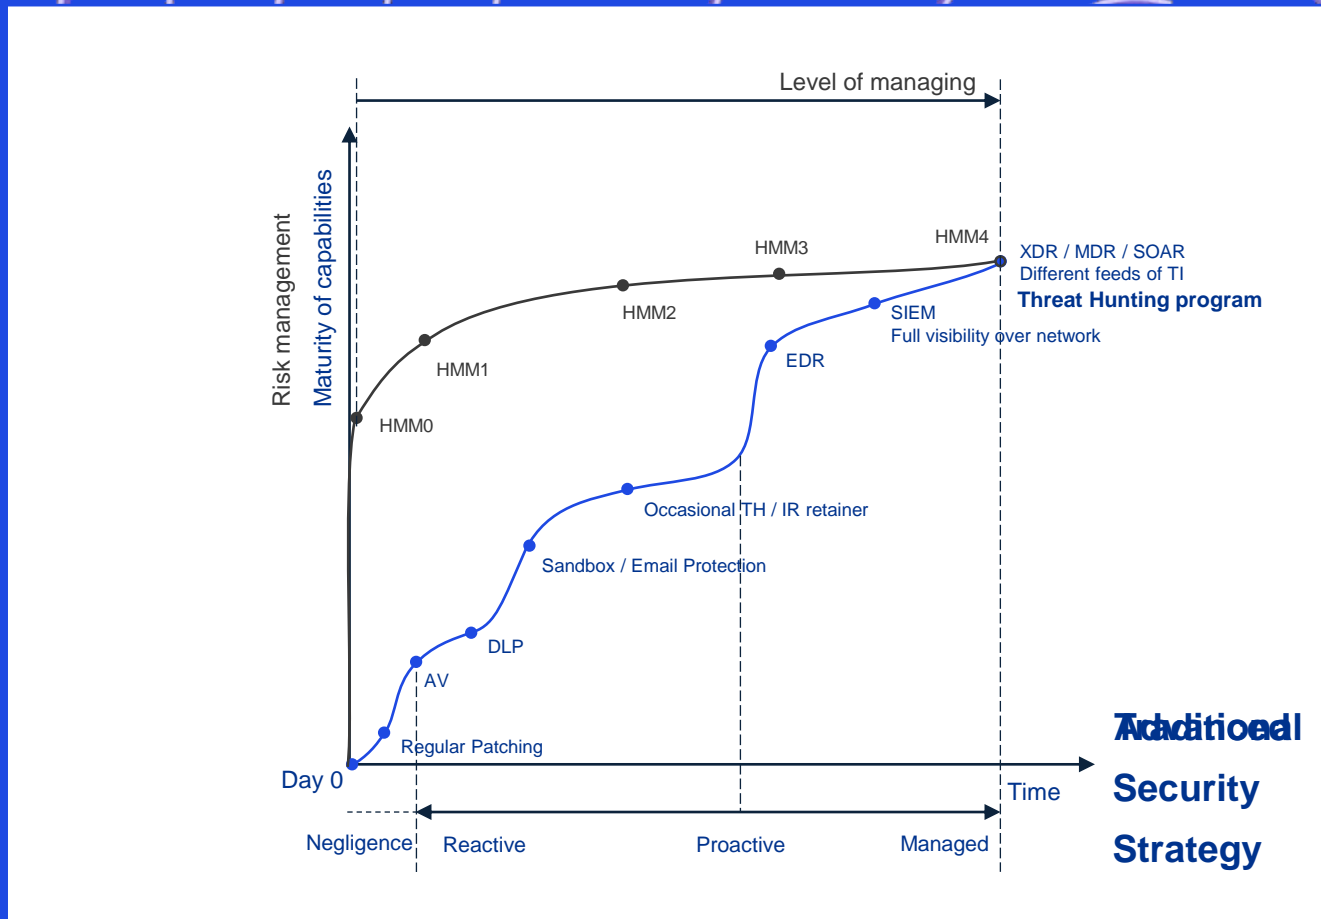 Level of managing
Risk management
Maturity of capabilities
HMM4
HMM3
XDR / MDR / SOAR
Different feeds of TI
Threat Hunting program
HMM2
SIEM
Full visibility over network
HMM1
EDR
HMM0
Occasional TH / IR retainer
Sandbox / Email Protection
DLP
AV
Regular Patching
Day 0
Time
Negligence
Reactive
Proactive
Managed
Security
Strategy